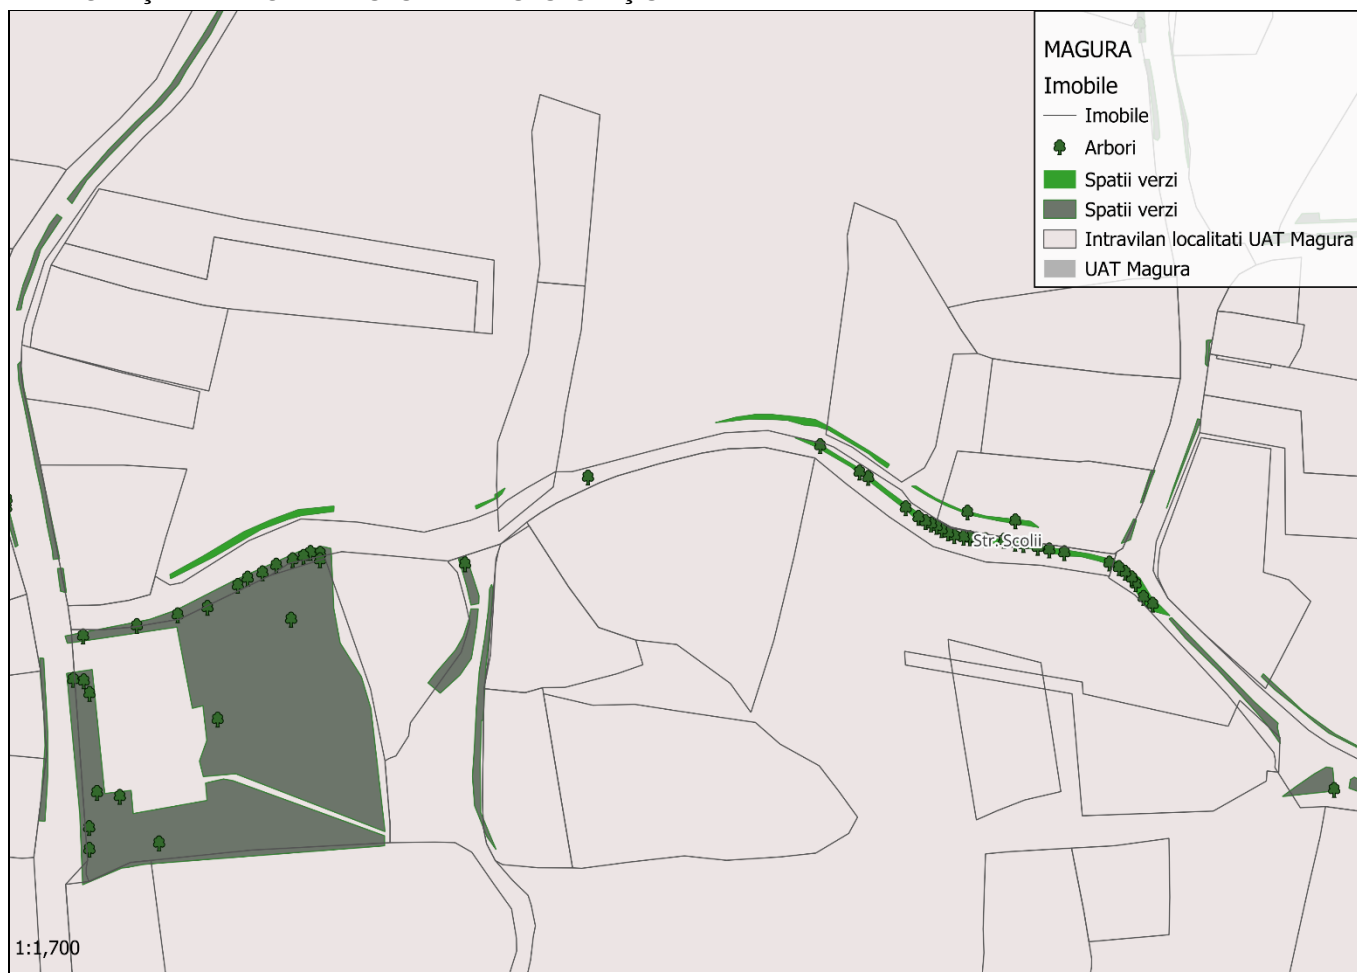 MAGURA
Imobile
Imobile
Arbori
Spatii verzi
Spatii verzi
Intravilan localitati UAT Magura
UAT Magura
Str. Scolii
1:1,700